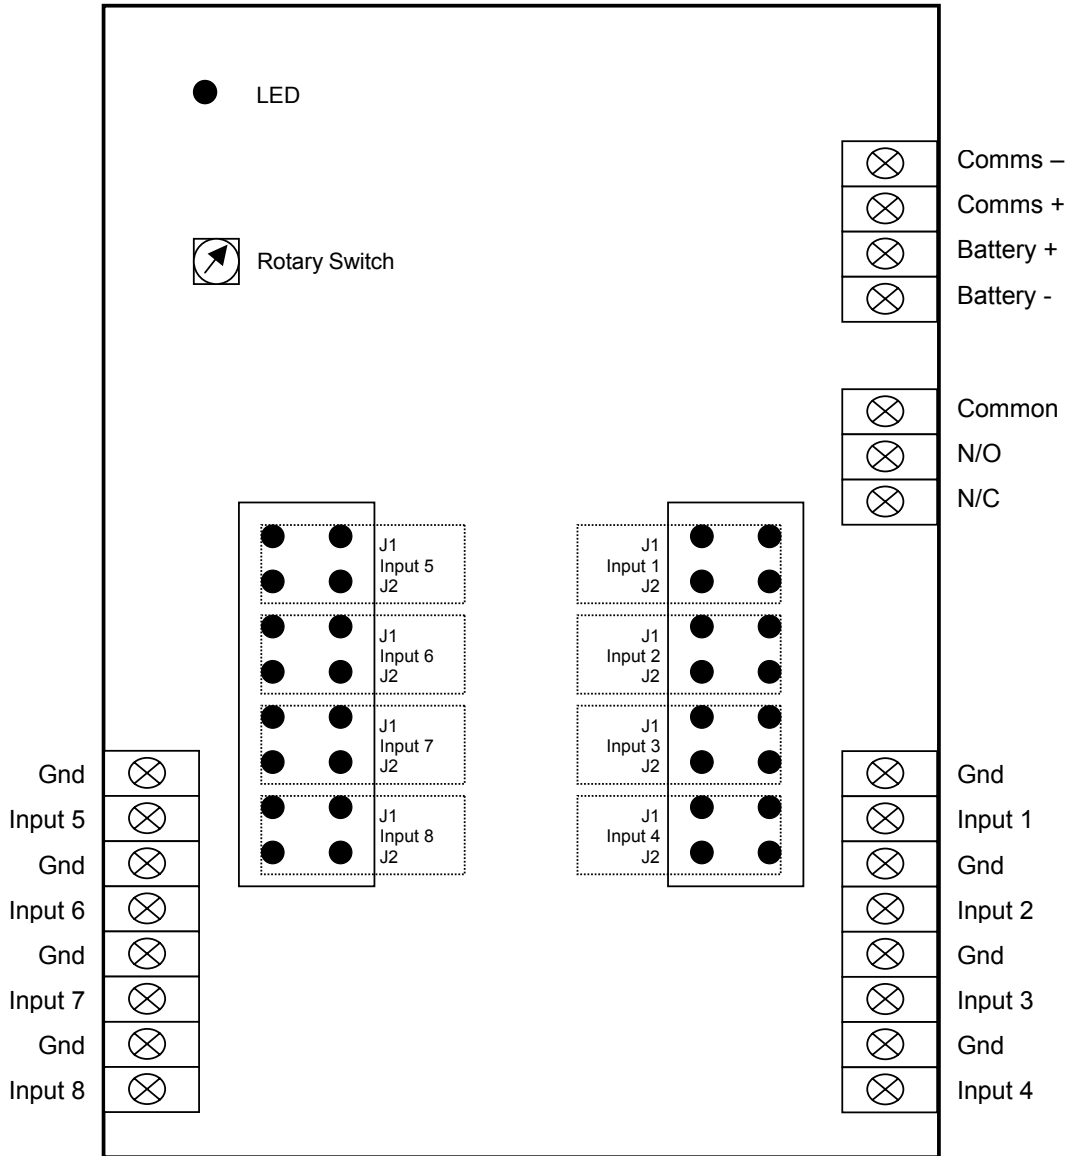 LED
Comms –
Comms +
Battery +
Rotary Switch
Battery -
Common
N/O
N/C
J1
Input 5
J2
J1
Input 6
J2
J1
Input 7
J2
J1
Input 8
J2
J1
Input 1
J2
J1
Input 2
J2
J1
Input 3
J2
J1
Input 4
J2
Gnd
Input 5
Gnd
Input 6
Gnd
Input 7
Gnd
Input 8
Gnd
Input 1
Gnd
Input 2
Gnd
Input 3
Gnd
Input 4